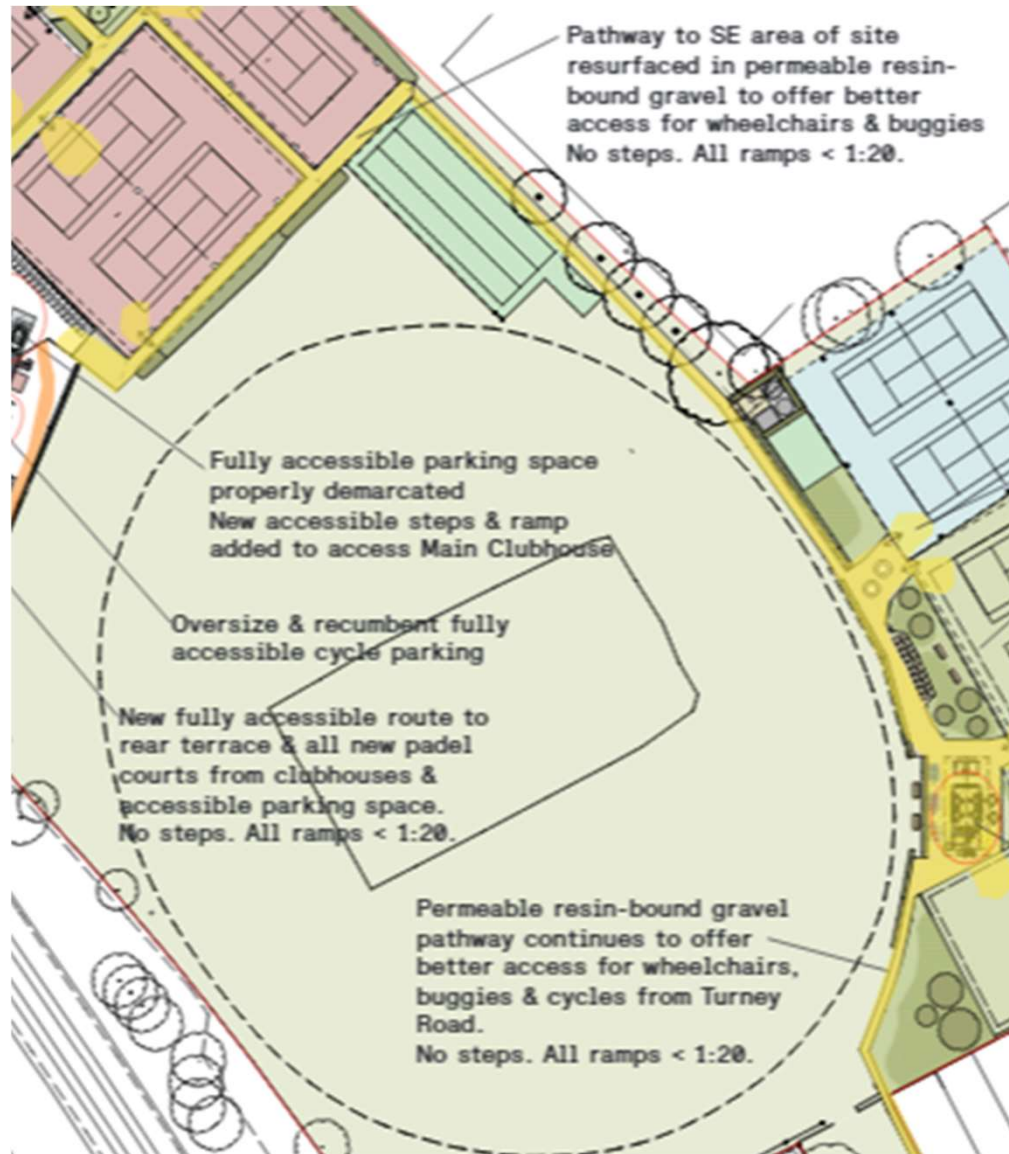 Pathway to SE area of site
resurfaced in permeable resin-
bound gravel to offer better
access for wheelchairs & buggies
No steps. All ramps < 1:20.
Fully accessible parking space
properly demarcated
New accessible steps & ramp
added to access Main Clubhouse
Oversize & recumbent fully
accessible cycle parking
New fully accessible route to
rear terrace & all new padel
courts from clubhouses &
accessible parking space.
No steps. All ramps < 1:20.
Permeable resin-bound gravel
pathway continues to offer
better access for wheelchairs,
buggies & cycles from Turney
Road.
No steps. All ramps < 1:20.